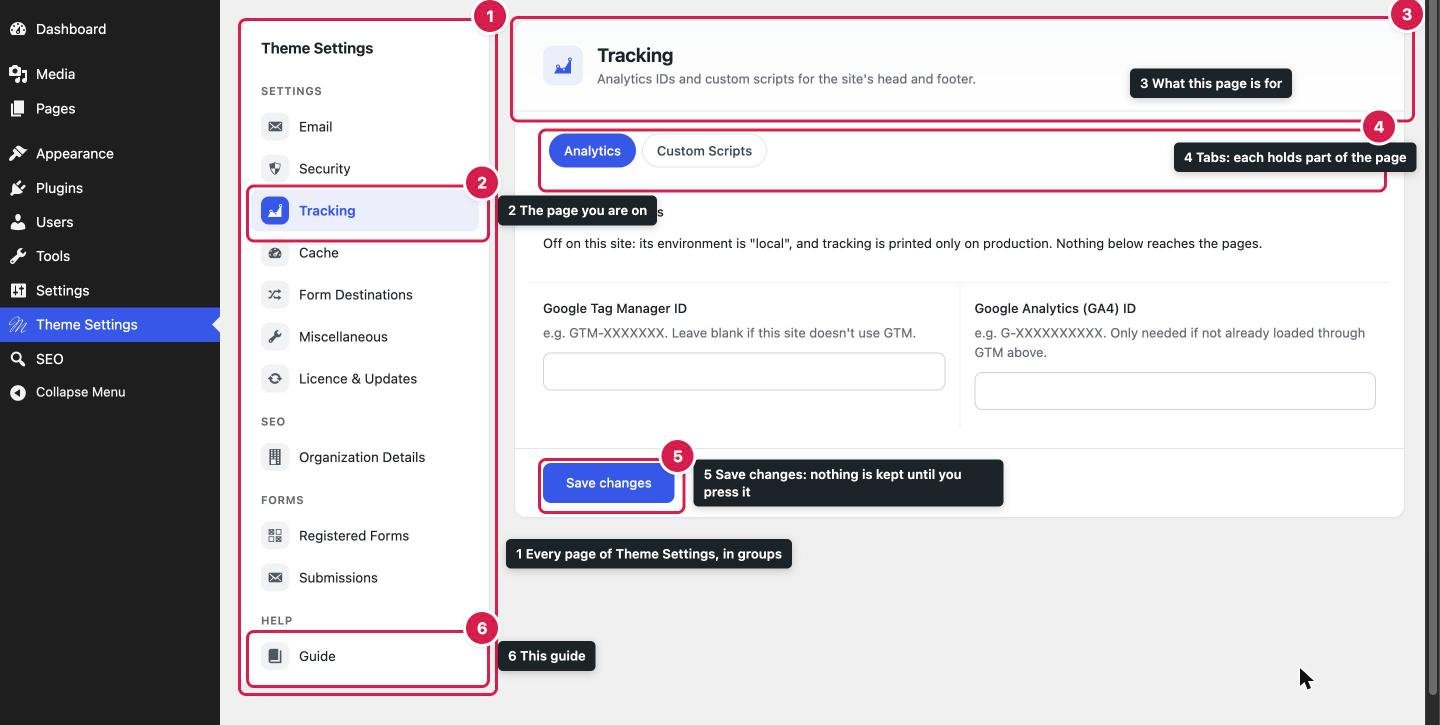 Dashboard
Media
Pages
Appearance
Plugins
Users
Tools
Settings
Theme Settings
SEO
Collapse Menu
1
Theme Settings
SETTINGS
Email
Security
2
Tracking
Cache
Form Destinations
Miscellaneous
Licence & Updates
SEO
Organization Details
FORMS
Registered Forms
Submissions
HELP
6
Guide
3
Tracking
Analytics IDs and custom scripts for the site's head and footer.
3 What this page is for
4
Analytics
Custom Scripts
4 Tabs: each holds part of the page
2 The page you are on
s
Off on this site: its environment is "local", and tracking is printed only on production. Nothing below reaches the pages.
Google Tag Manager ID
e.g. GTM-XXXXXXX. Leave blank if this site doesn't use GTM.
Google Analytics (GA4) ID
e.g. G-XXXXXXXXXX. Only needed if not already loaded through
GTM above.
5
Save changes
5 Save changes: nothing is kept until you
press it
1 Every page of Theme Settings, in groups
6 This guide